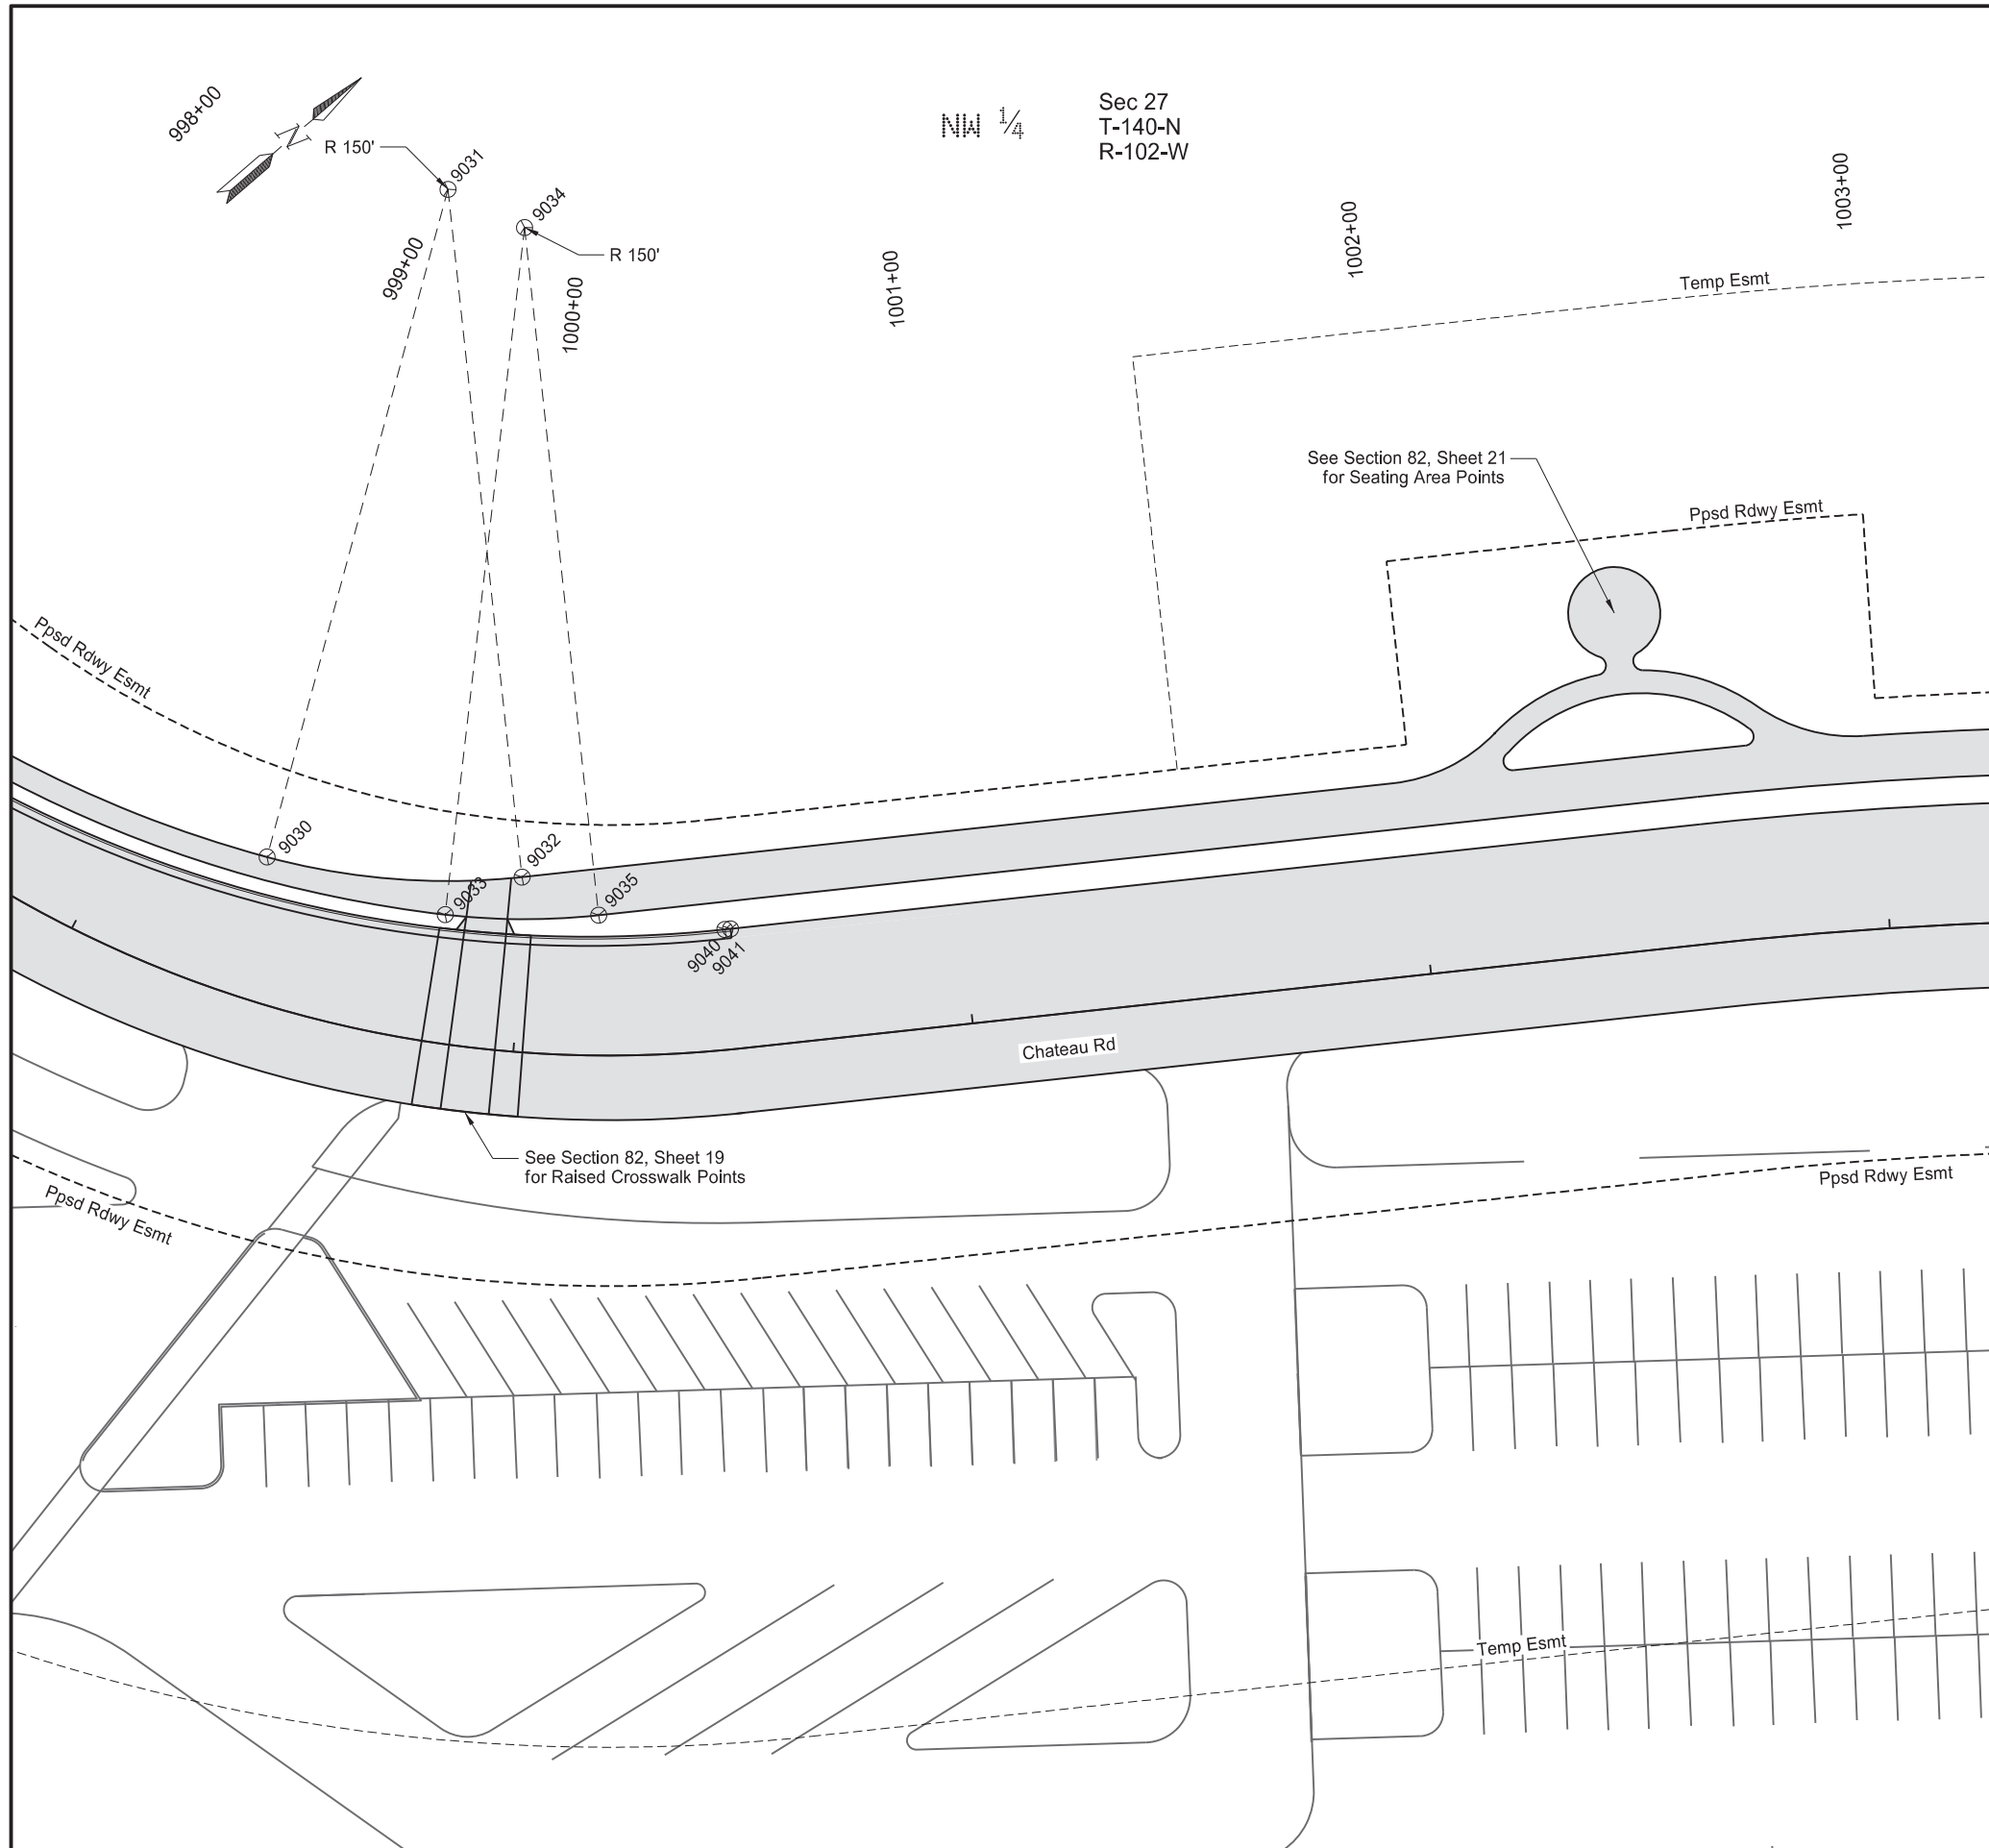 998+00
N
R 150'
9031
9034
R 150'
999+00
1000+00
1001+00
NW 1/4
Sec 27
T-140-N
R-102-W
1002+00
1003+00
Temp Esmt
See Section 82, Sheet 21
for Seating Area Points
Ppsd Rdwy Esmt
Ppsd Rdwy Esmt
9030
9032
9033
9035
9040
9041
Chateau Rd
See Section 82, Sheet 19
for Raised Crosswalk Points
Ppsd Rdwy Esmt
Ppsd Rdwy Esmt
Temp Esmt